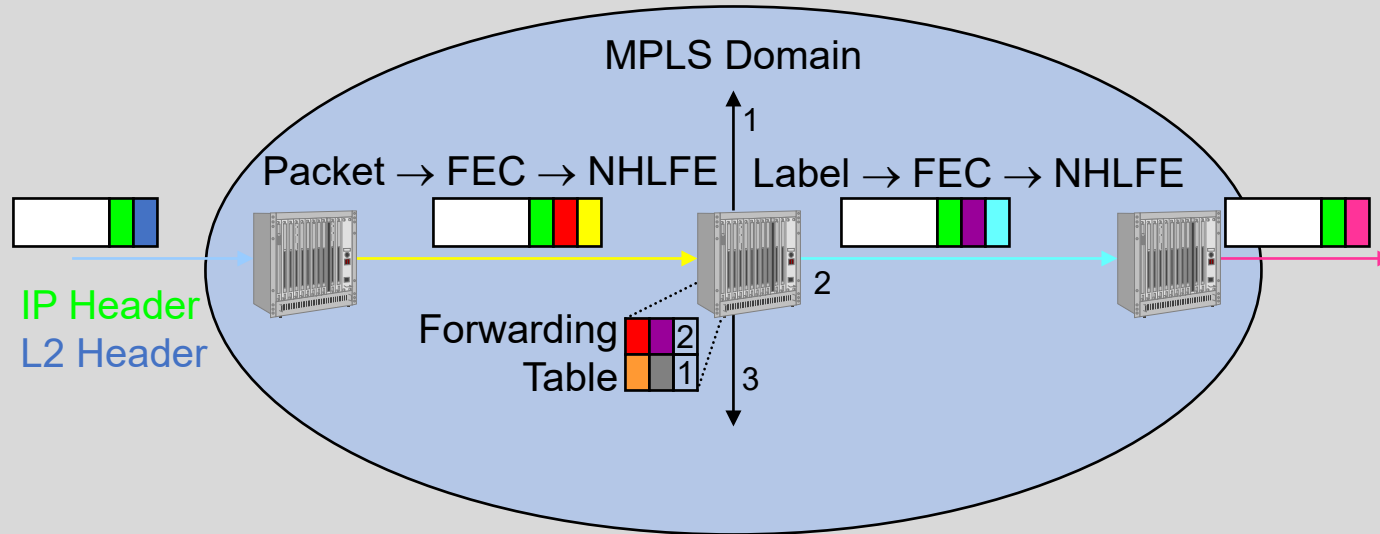 MPLS Domain
1
Packet → FEC → NHLFE
Label → FEC → NHLFE
2
IP Header
L2 Header
Forwarding
Table
2
1
3